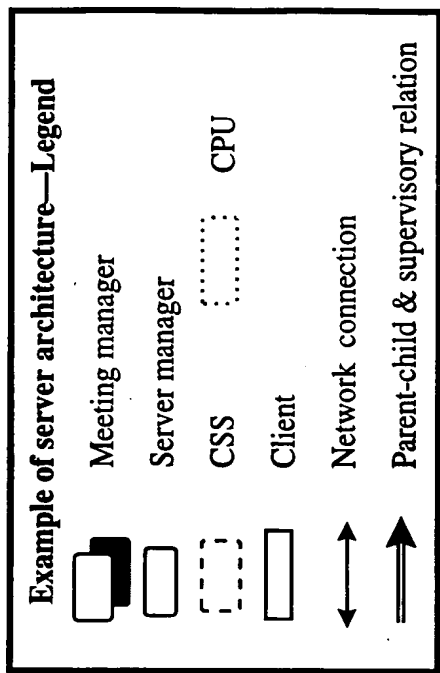 Example of server architecture—Legend
Meeting manager
Server manager
CSS CPU
Client
Network connection
Parent-child & supervisory relation